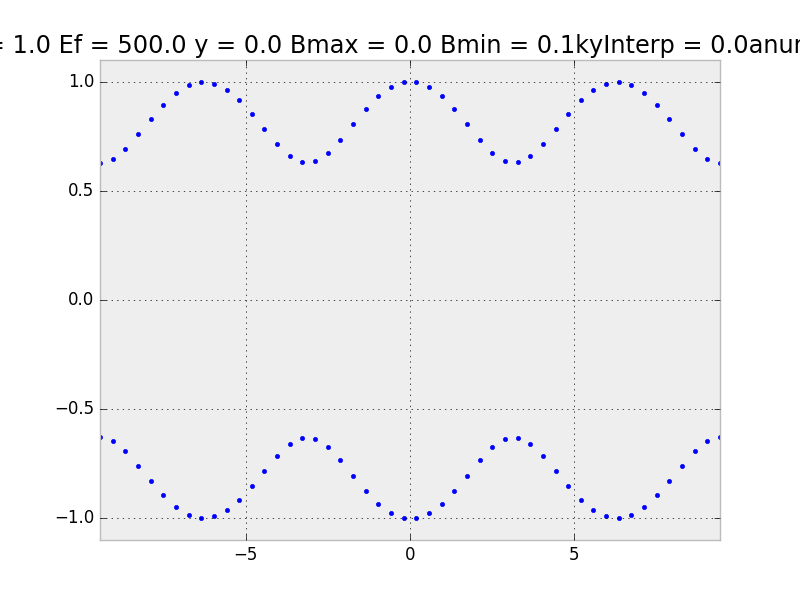 = 1.0 Ef = 500.0 y = 0.0 Bmax = 0.0 Bmin = 0.1kyInterp = 0.0anur
1.0
0.5
0.0
−0.5
−1.0
−5 0 5